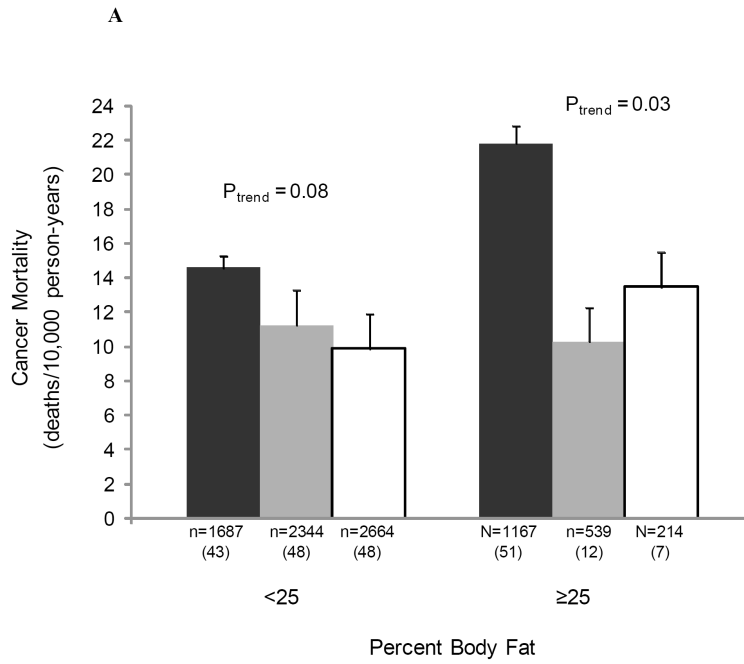 A
Cancer Mortality
(deaths/10,000 person-years)
24
22
20
18
16
14
12
10
8
6
4
2
0
Ptrend = 0.08
Ptrend = 0.03
n=1687 n=2344 n=2664 N=1167 n=539 N=214
(43) (48) (48) (51) (12) (7)
<25 ≥25
Percent Body Fat